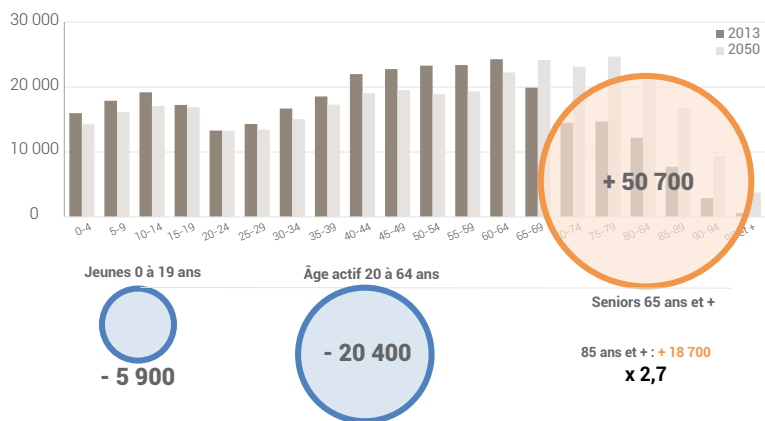 30 000
20 000
10 000
0
2013
2050
0-4 5-9 10-14 15-19 20-24 25-29 30-34 35-39 40-44 45-49 50-54 55-59 60-64 65-69 70-74 75-79 80-84 85-89 90-94 et +
+ 50 700
Jeunes 0 à 19 ans
Âge actif 20 à 64 ans
Seniors 65 ans et +
- 5 900
- 20 400
85 ans et + : + 18 700
x 2,7